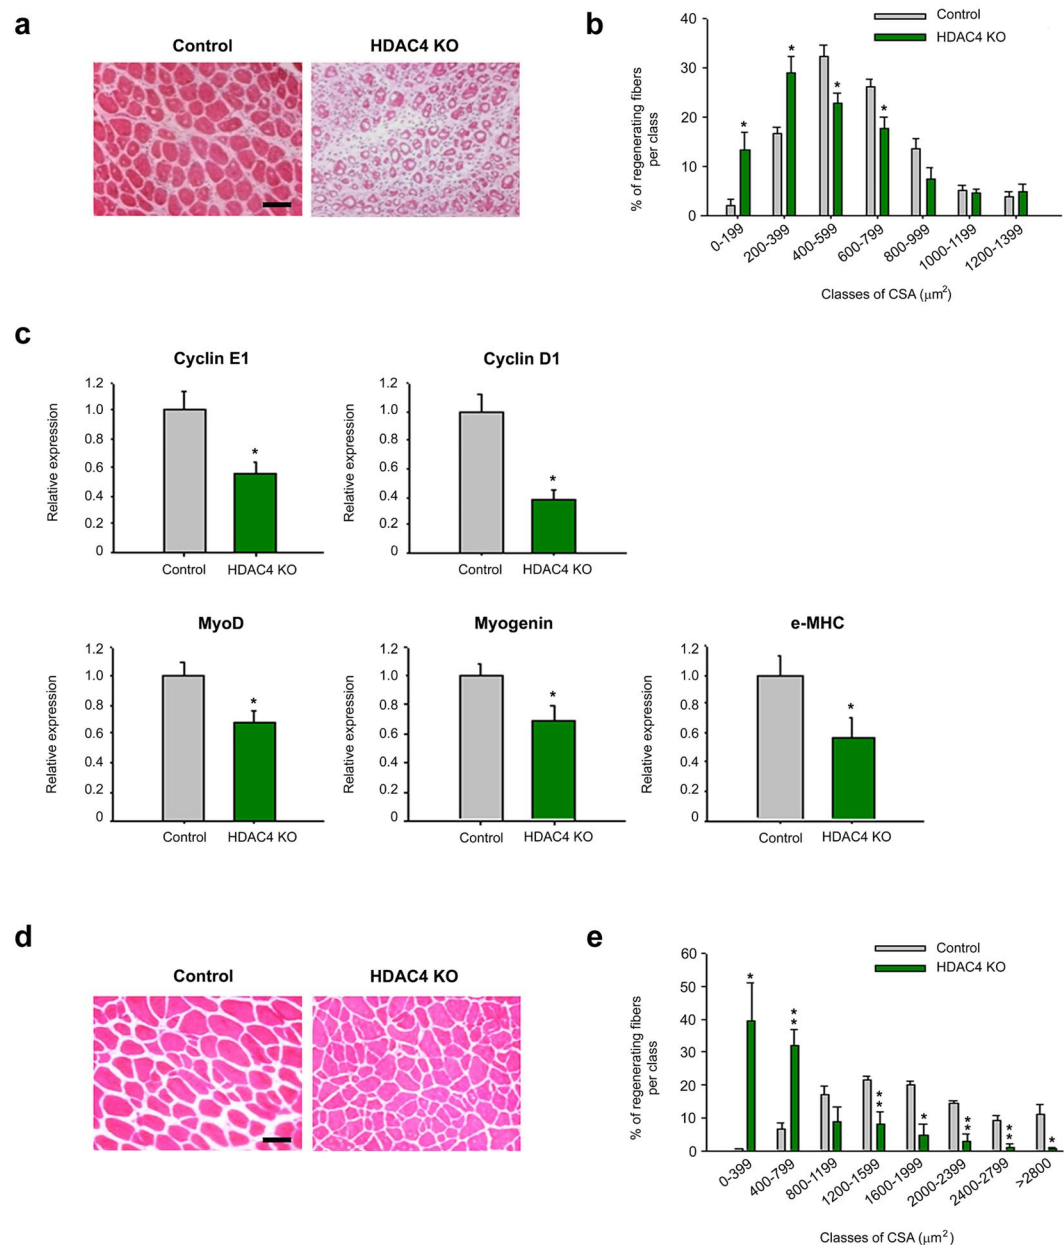 a
Control
HDAC4 KO
b
Control
HDAC4 KO
% of regenerating fibers
per class
40
30
20
10
0
*
*
*
*
0-199
200-399
400-599
600-799
800-999
1000-1199
1200-1399
Classes of CSA (μm²)
c
Cyclin E1
Relative expression
1.2
1.0
0.8
0.6
0.4
0.2
0
*
Control
HDAC4 KO
Cyclin D1
Relative expression
1.2
1.0
0.8
0.6
0.4
0.2
0
*
Control
HDAC4 KO
MyoD
Relative expression
1.2
1.0
0.8
0.6
0.4
0.2
0
*
Control
HDAC4 KO
Myogenin
Relative expression
1.2
1.0
0.8
0.6
0.4
0.2
0
*
Control
HDAC4 KO
e-MHC
Relative expression
1.2
1.0
0.8
0.6
0.4
0.2
0
*
Control
HDAC4 KO
d
Control
HDAC4 KO
e
Control
HDAC4 KO
% of regenerating fibers
per class
60
50
40
30
20
10
0
*
**
**
*
**
**
*
0-399
400-799
800-1199
1200-1599
1600-1999
2000-2399
2400-2799
>2800
Classes of CSA (μm²)